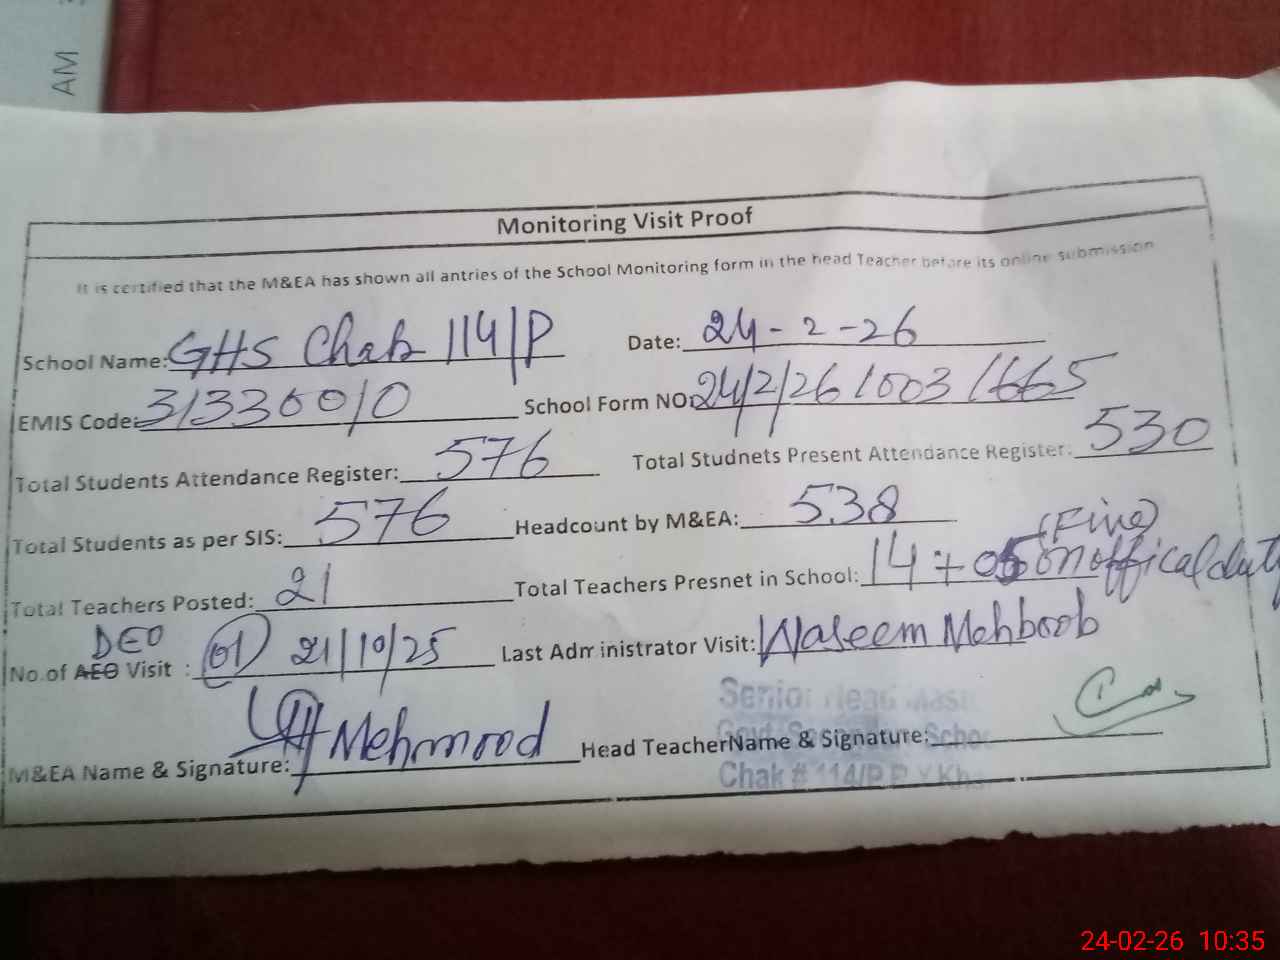 AM
Monitoring Visit Proof
It is certified that the M&EA has shown all antries of the School Monitoring form in the head Teacher before its online submission
School Name: GHS Chak 114/P Date: 24-2-26
EMIS Code: 31330010 School Form NO: 24/2/26/003/1665
Total Students Attendance Register: 576 Total Studnets Present Attendance Register: 530
Total Students as per SIS: 576 Headcount by M&EA: 538
Total Teachers Posted: 21 Total Teachers Presnet in School: 14 + 05 (Five) on offical duty
No.of AEO DEO Visit : (01) 21/10/25 Last Administrator Visit: Waseem Mehboob
M&EA Name & Signature: Mehmood Head TeacherName & Signature:
Senior Head
Chak # 114/P
24-02-26 10:35